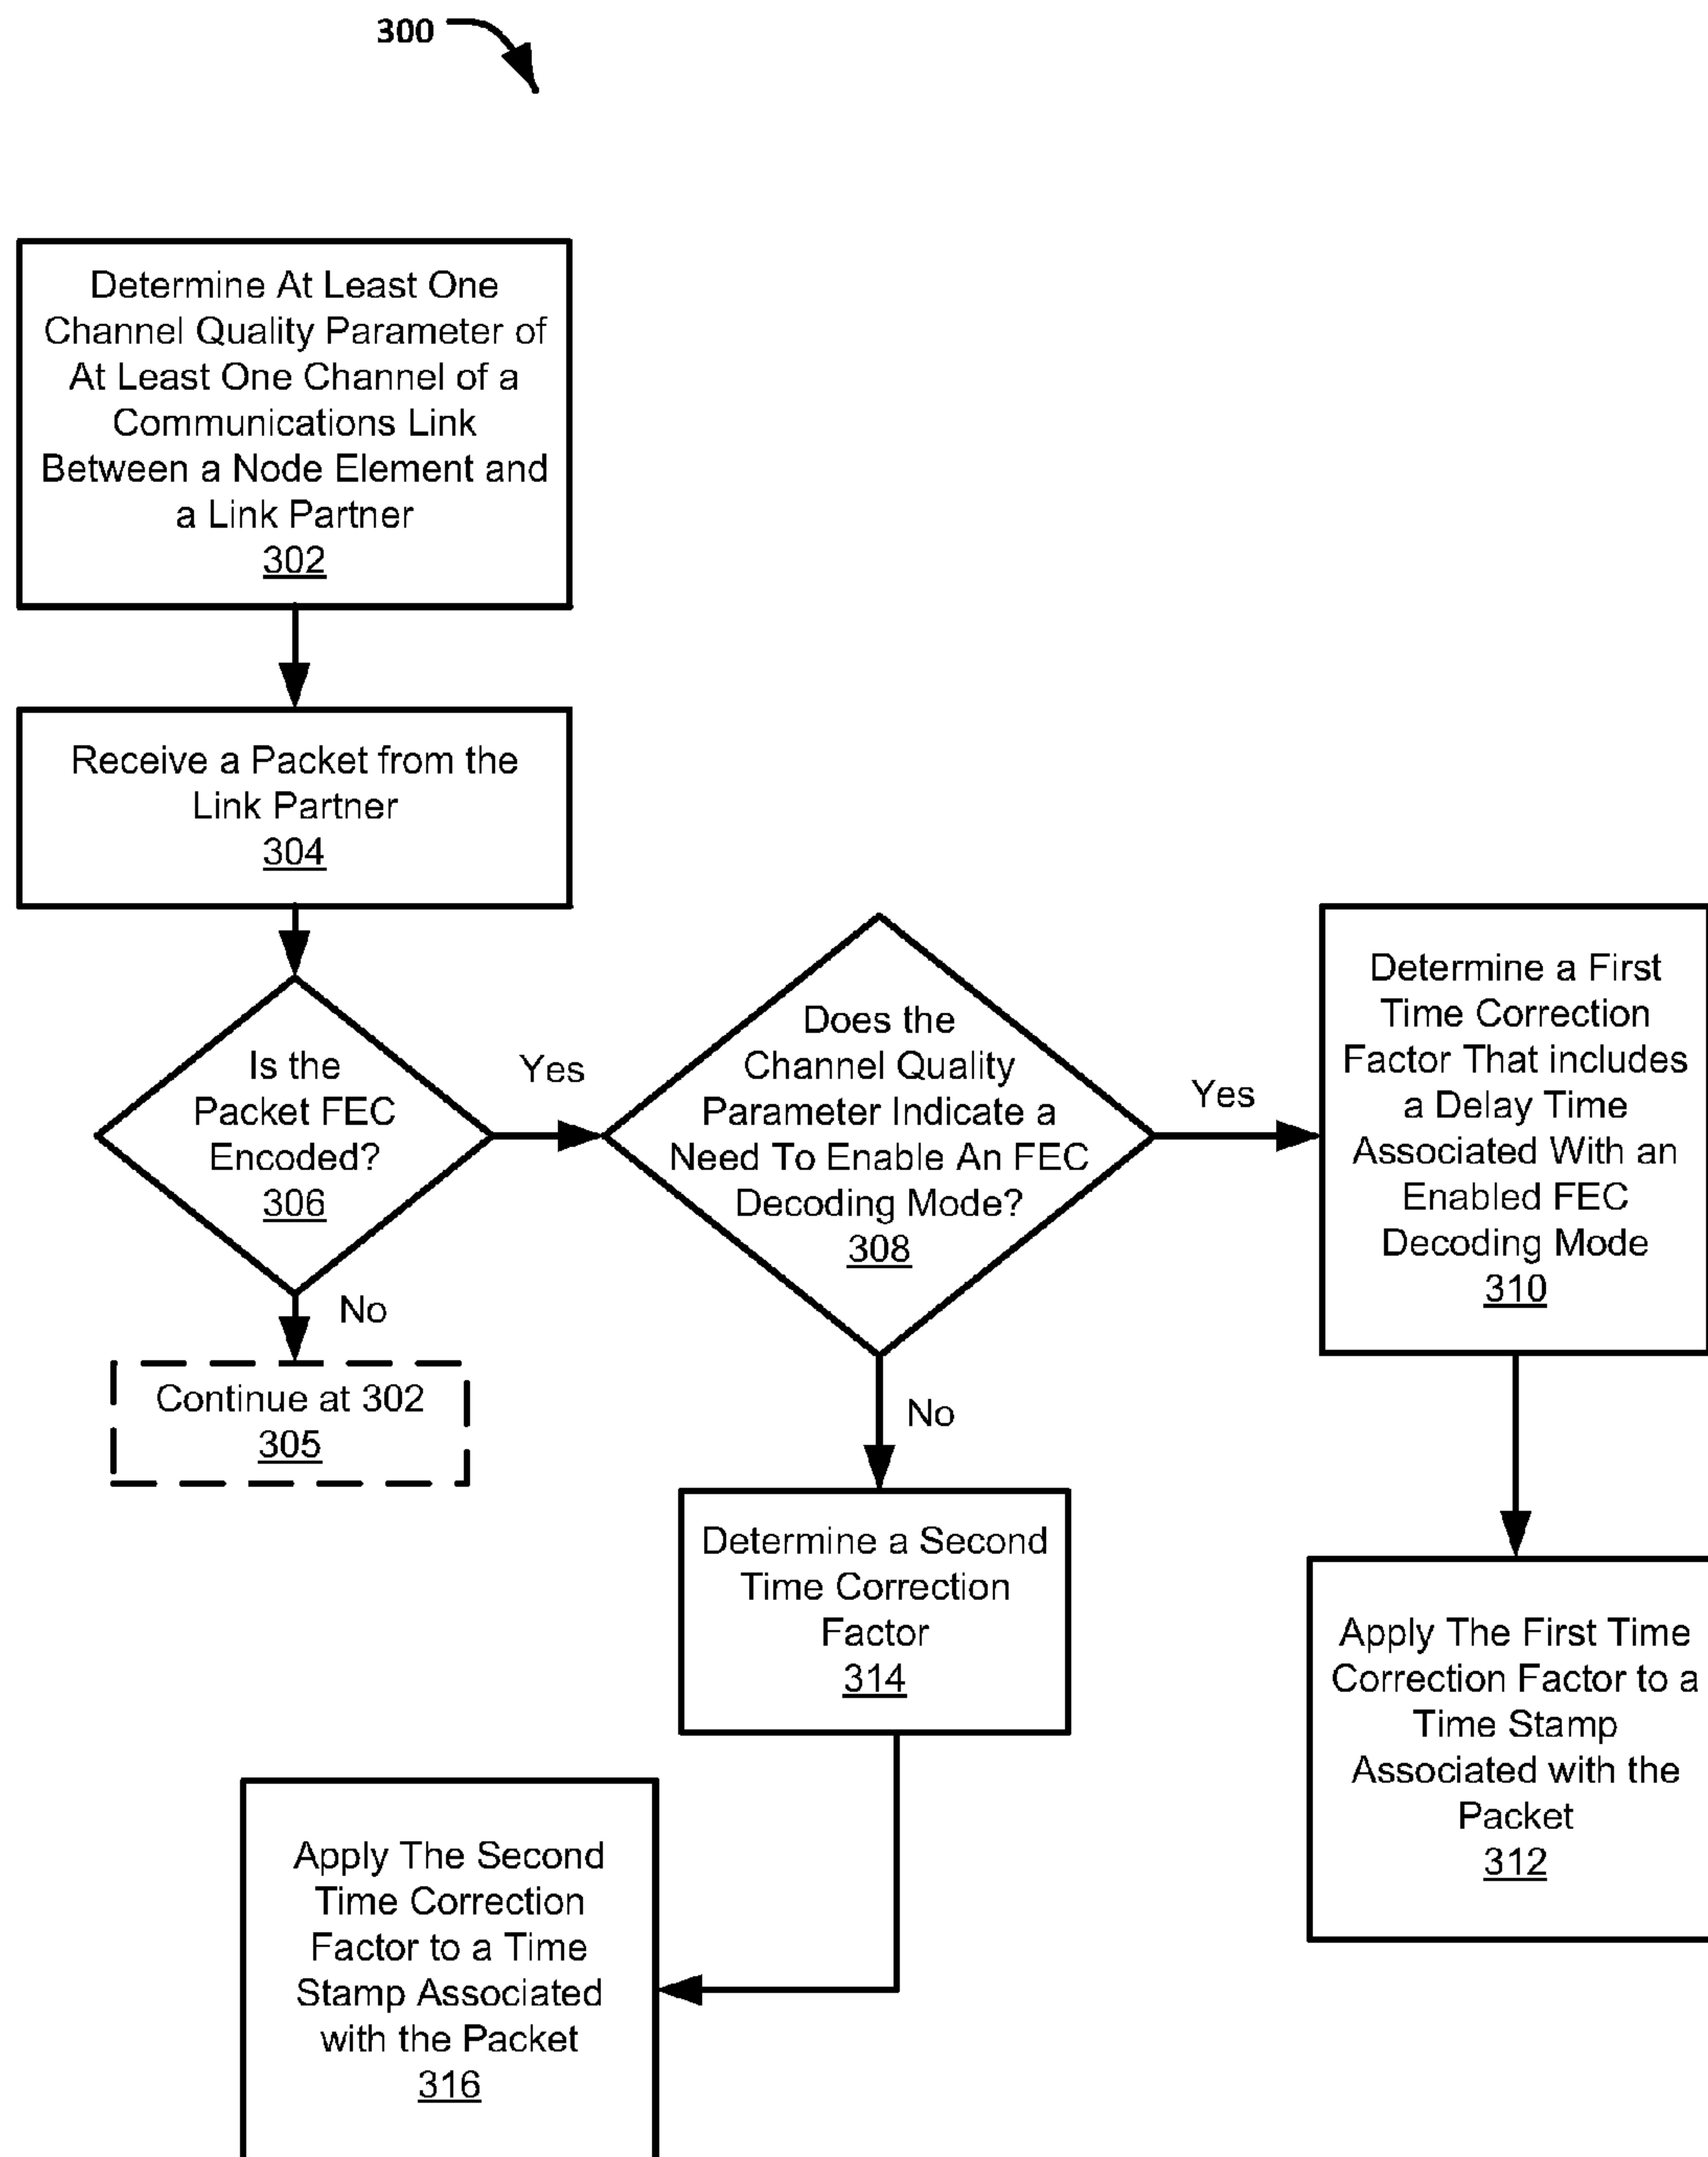 300
Determine At Least One
Channel Quality Parameter of
At Least One Channel of a
Communications Link
Between a Node Element and
a Link Partner
302
Receive a Packet from the
Link Partner
304
Is the
Packet FEC
Encoded?
306
Yes
No
Continue at 302
305
Does the
Channel Quality
Parameter Indicate a
Need To Enable An FEC
Decoding Mode?
308
Yes
No
Determine a First
Time Correction
Factor That includes
a Delay Time
Associated With an
Enabled FEC
Decoding Mode
310
Apply The First Time
Correction Factor to a
Time Stamp
Associated with the
Packet
312
Determine a Second
Time Correction
Factor
314
Apply The Second
Time Correction
Factor to a Time
Stamp Associated
with the Packet
316